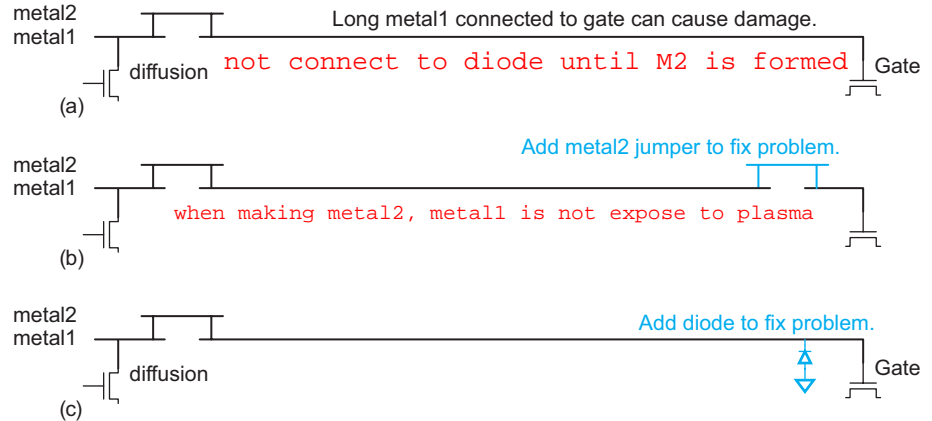 metal2
Long metal1 connected to gate can cause damage.
metal1
diffusion
not connect to diode until M2 is formed
Gate
(a)
Add metal2 jumper to fix problem.
metal2
metal1
when making metal2, metal1 is not expose to plasma
(b)
metal2
Add diode to fix problem.
metal1
diffusion
Gate
(c)